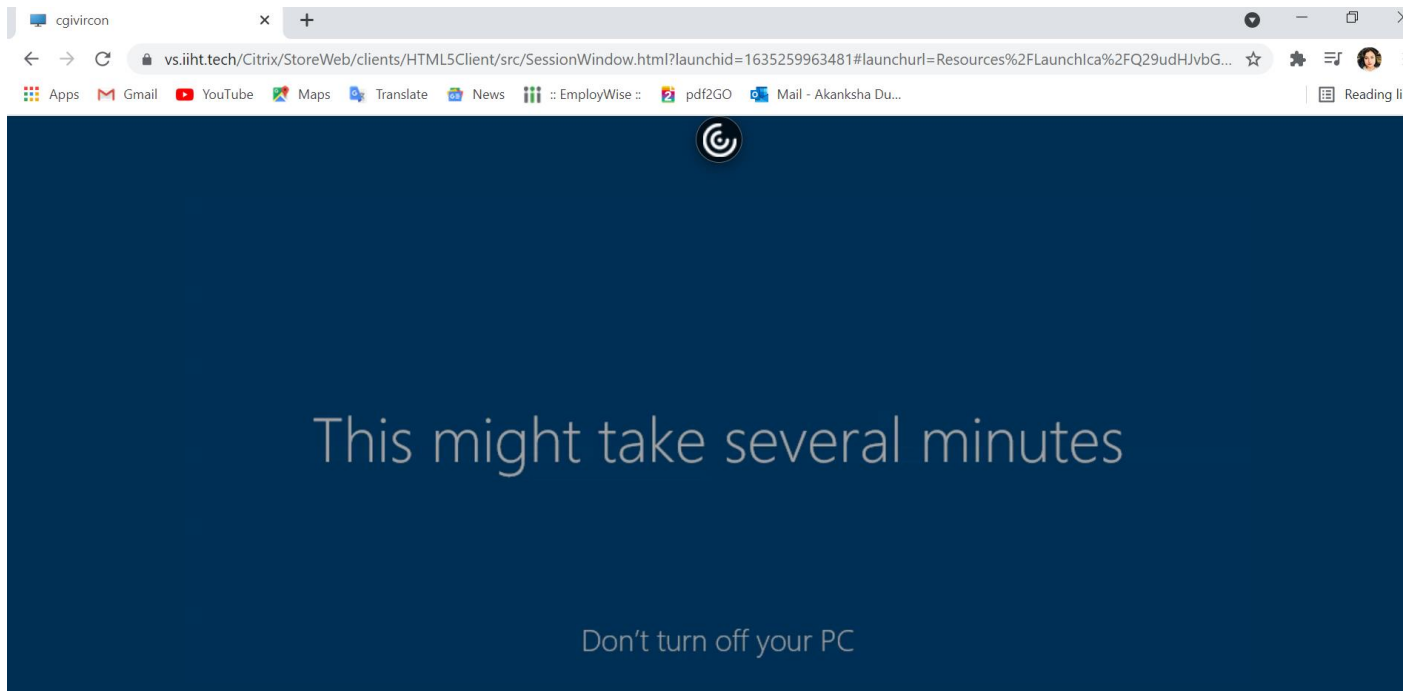 cgivircon
vs.iiht.tech/Citrix/StoreWeb/clients/HTML5Client/src/SessionWindow.html?launchid=1635259963481#launchurl=Resources%2FLaunchIca%2FQ29udHJvbG...
Apps Gmail YouTube Maps Translate News :: EmployWise :: pdf2GO Mail - Akanksha Du... Reading li
This might take several minutes
Don't turn off your PC